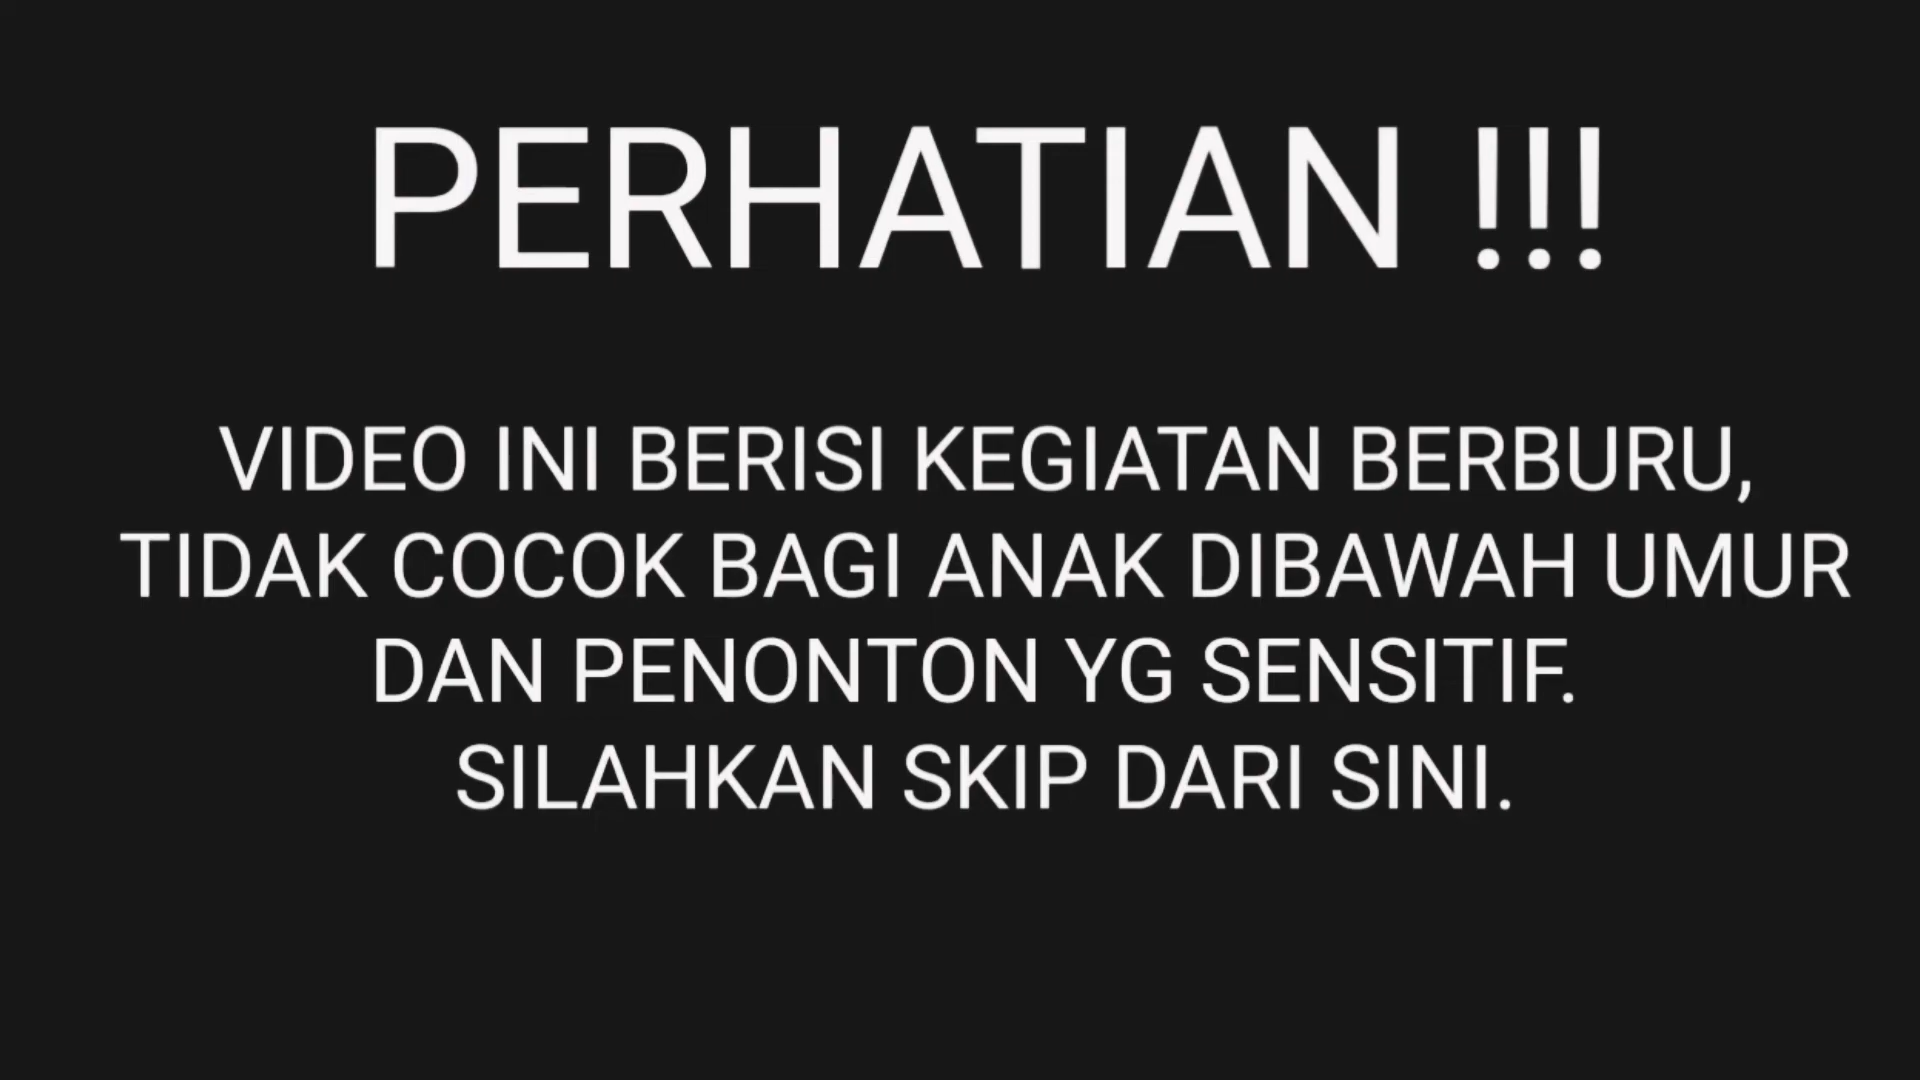 PERHATIAN !!!
VIDEO INI BERISI KEGIATAN BERBURU,
TIDAK COCOK BAGI ANAK DIBAWAH UMUR
DAN PENONTON YG SENSITIF.
SILAHKAN SKIP DARI SINI.